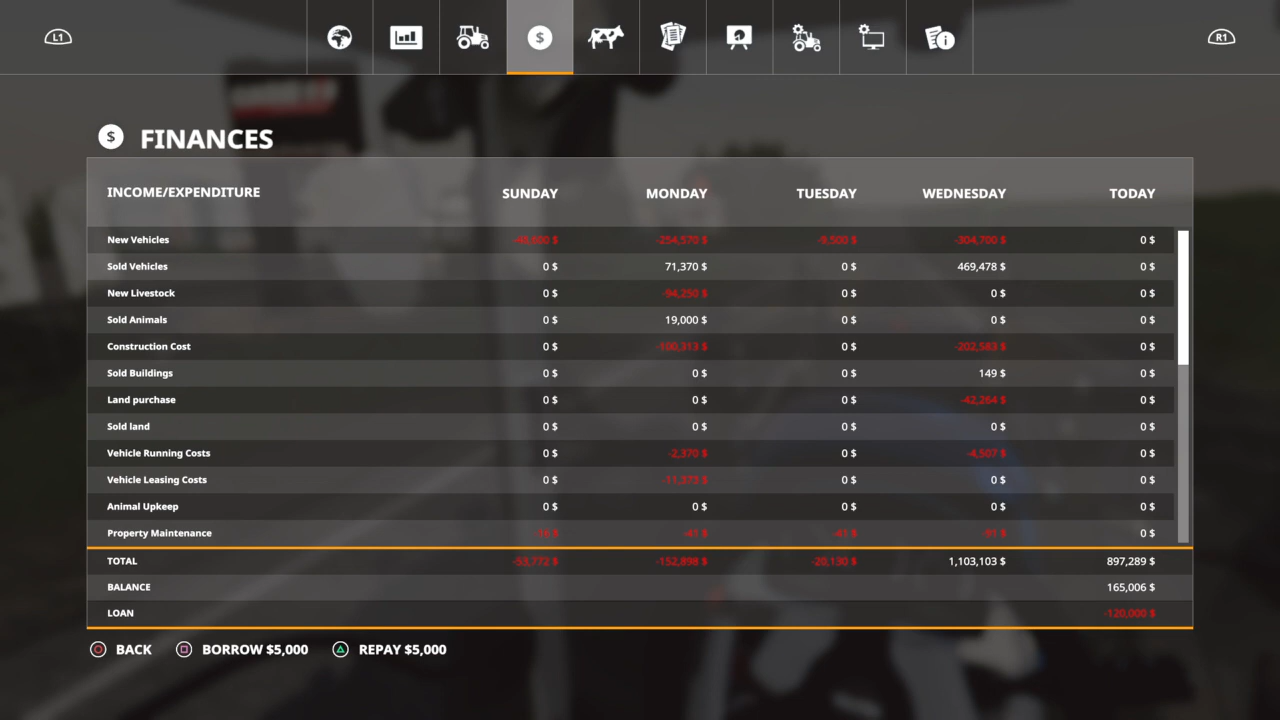 L1
R1
FINANCES
INCOME/EXPENDITURE SUNDAY MONDAY TUESDAY WEDNESDAY TODAY
New Vehicles -48,800 $ -254,570 $ -9,500 $ -304,700 $ 0 $
Sold Vehicles 0 $ 71,370 $ 0 $ 469,478 $ 0 $
New Livestock 0 $ -94,250 $ 0 $ 0 $ 0 $
Sold Animals 0 $ 19,000 $ 0 $ 0 $ 0 $
Construction Cost 0 $ -100,313 $ 0 $ -202,583 $ 0 $
Sold Buildings 0 $ 0 $ 0 $ 149 $ 0 $
Land purchase 0 $ 0 $ 0 $ -42,264 $ 0 $
Sold land 0 $ 0 $ 0 $ 0 $ 0 $
Vehicle Running Costs 0 $ -2,370 $ 0 $ -4,507 $ 0 $
Vehicle Leasing Costs 0 $ -11,373 $ 0 $ 0 $ 0 $
Animal Upkeep 0 $ 0 $ 0 $ 0 $ 0 $
Property Maintenance -41 $ -41 $ -91 $ 0 $
TOTAL -53,772 $ -152,898 $ -20,130 $ 1,103,103 $ 897,289 $
BALANCE 165,006 $
LOAN -120,000 $
BACK BORROW $5,000 REPAY $5,000